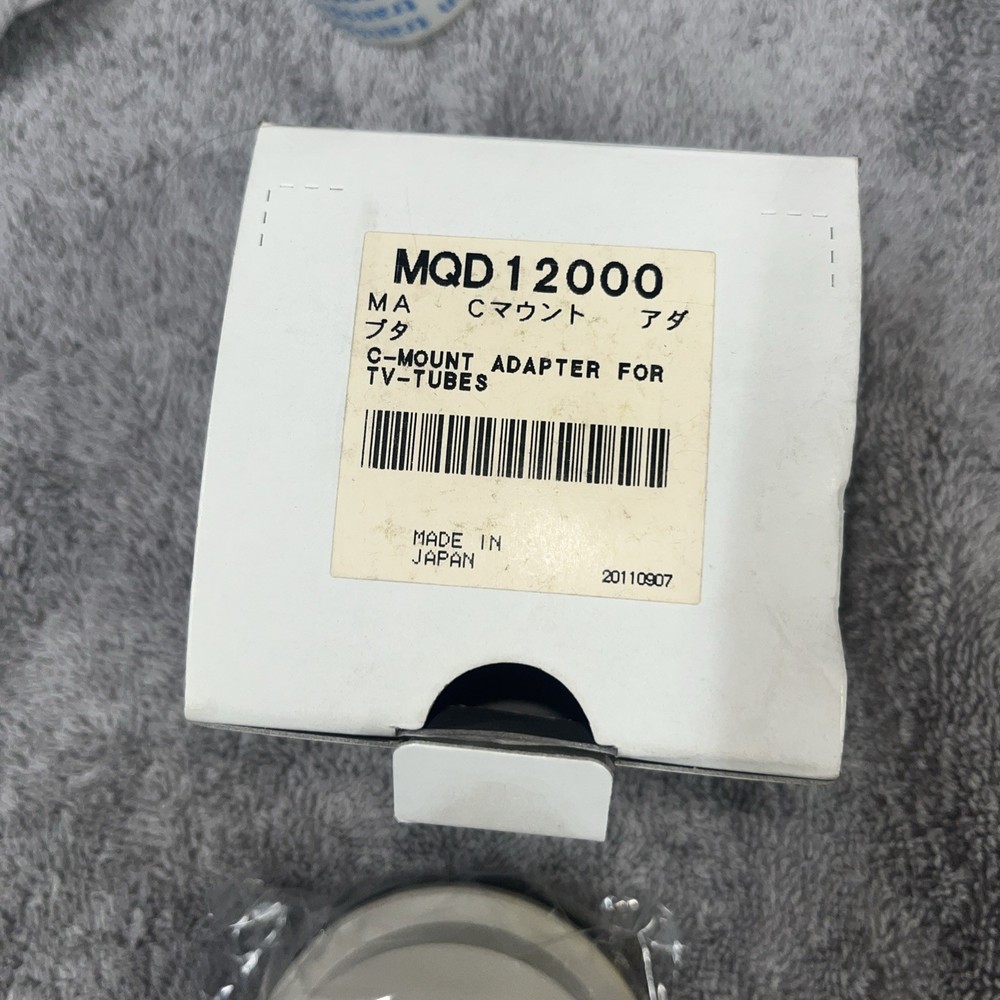 MQD12000
MA Cマウント アダ
プタ
C-MOUNT ADAPTER FOR
TV-TUBES
MADE IN
JAPAN
20110907